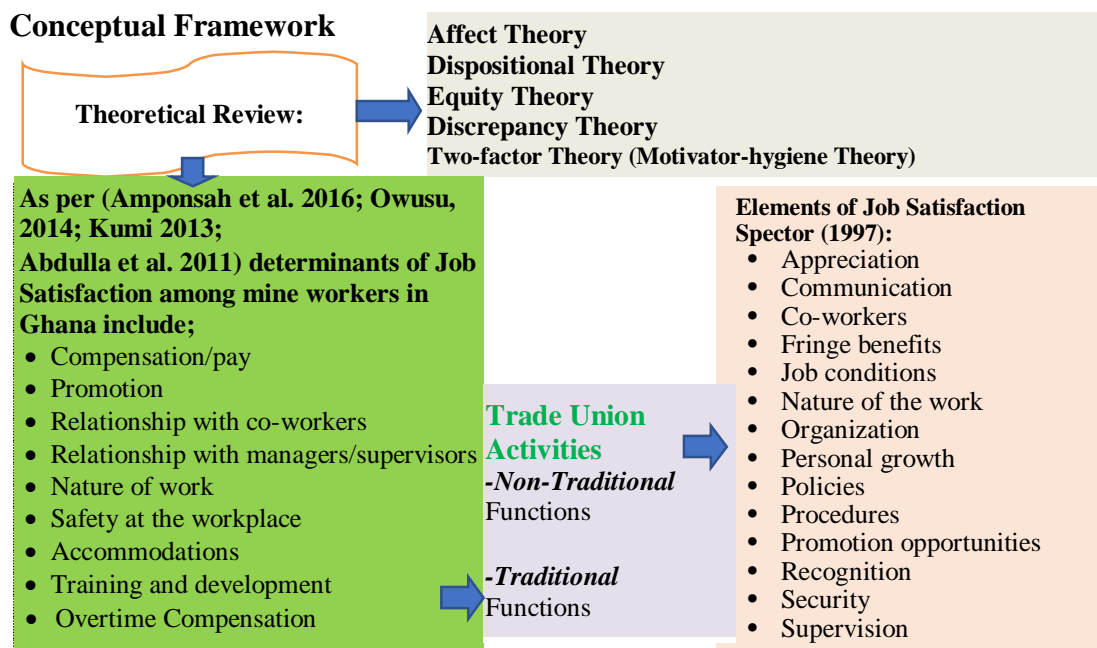 Conceptual Framework
Theoretical Review:
Affect Theory
Dispositional Theory
Equity Theory
Discrepancy Theory
Two-factor Theory (Motivator-hygiene Theory)
As per (Amponsah et al. 2016; Owusu,
2014; Kumi 2013;
Abdulla et al. 2011) determinants of Job
Satisfaction among mine workers in
Ghana include;
• Compensation/pay
• Promotion
• Relationship with co-workers
• Relationship with managers/supervisors
• Nature of work
• Safety at the workplace
• Accommodations
• Training and development
• Overtime Compensation
Trade Union
Activities
-Non-Traditional
Functions
-Traditional
Functions
Elements of Job Satisfaction
Spector (1997):
• Appreciation
• Communication
• Co-workers
• Fringe benefits
• Job conditions
• Nature of the work
• Organization
• Personal growth
• Policies
• Procedures
• Promotion opportunities
• Recognition
• Security
• Supervision